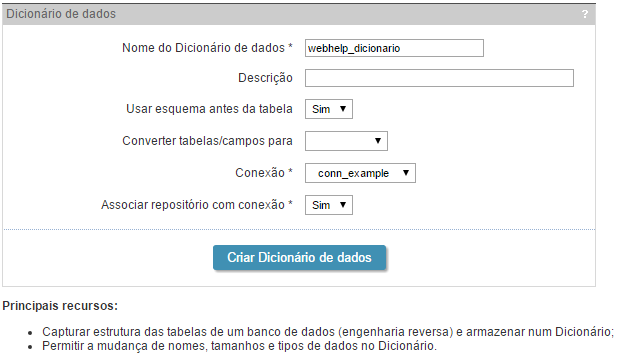 Dicionário de dados ?
Nome do Dicionário de dados * webhelp_dicionario
Descrição
Usar esquema antes da tabela Sim
Converter tabelas/campos para
Conexão * conn_example
Associar repositório com conexão * Sim
Criar Dicionário de dados
Principais recursos:
• Capturar estrutura das tabelas de um banco de dados (engenharia reversa) e armazenar num Dicionário;
• Permitir a mudança de nomes, tamanhos e tipos de dados no Dicionário.